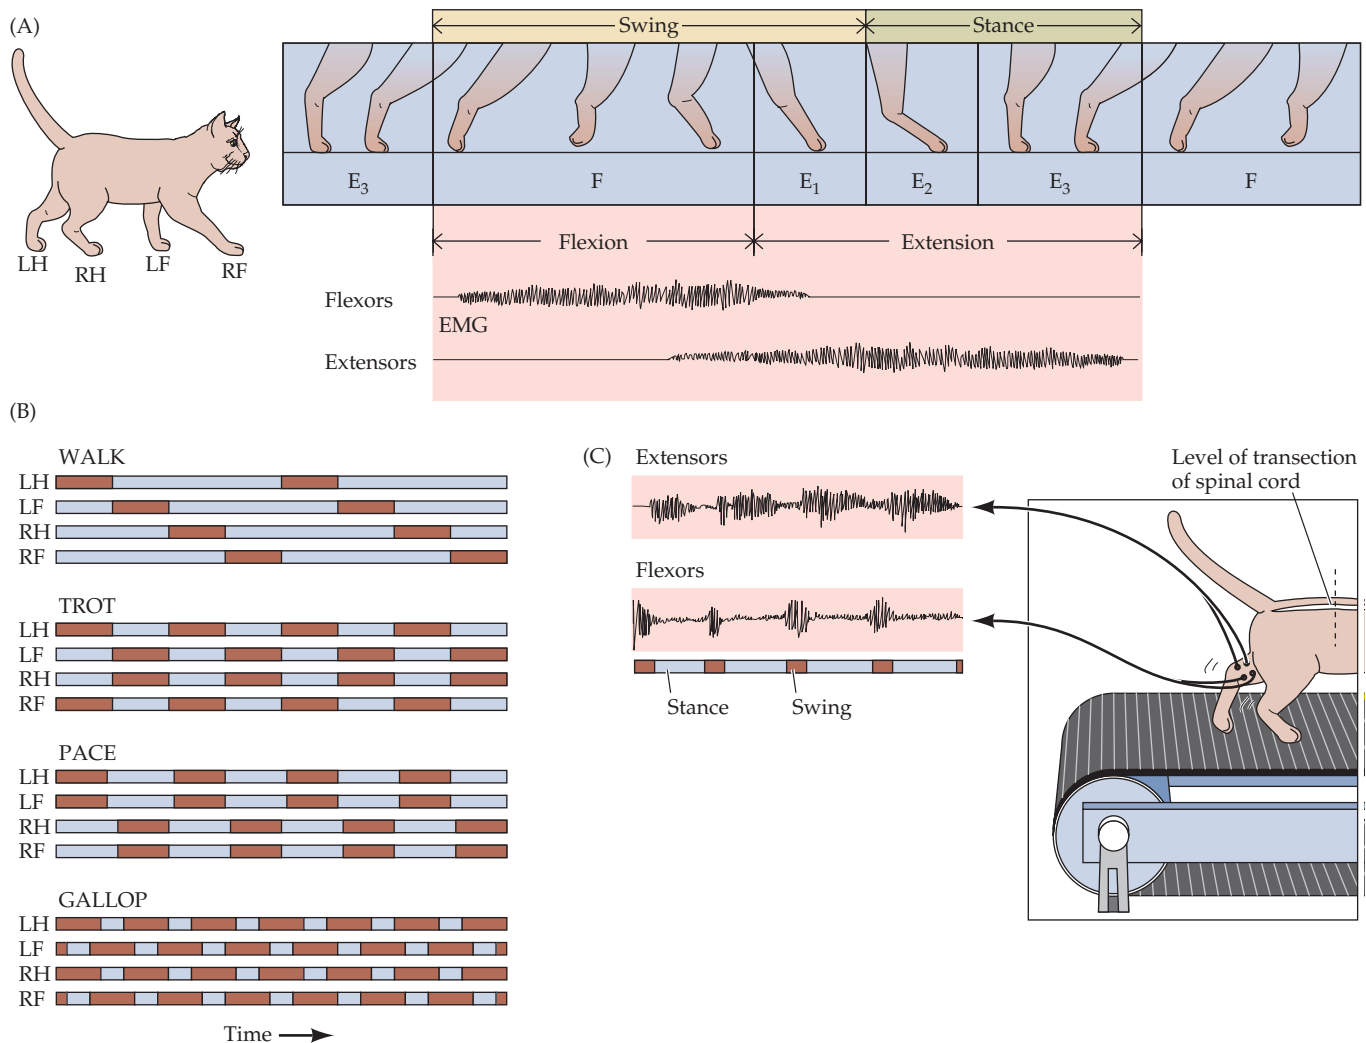 (A)
Swing
Stance
E3
F
E1
E2
E3
F
LH
RH
LF
RF
Flexion
Extension
Flexors
EMG
Extensors
(B)
WALK
LH
LF
RH
RF
TROT
LH
LF
RH
RF
PACE
LH
LF
RH
RF
GALLOP
LH
LF
RH
RF
Time
(C)
Extensors
Flexors
Stance
Swing
Level of transection
of spinal cord